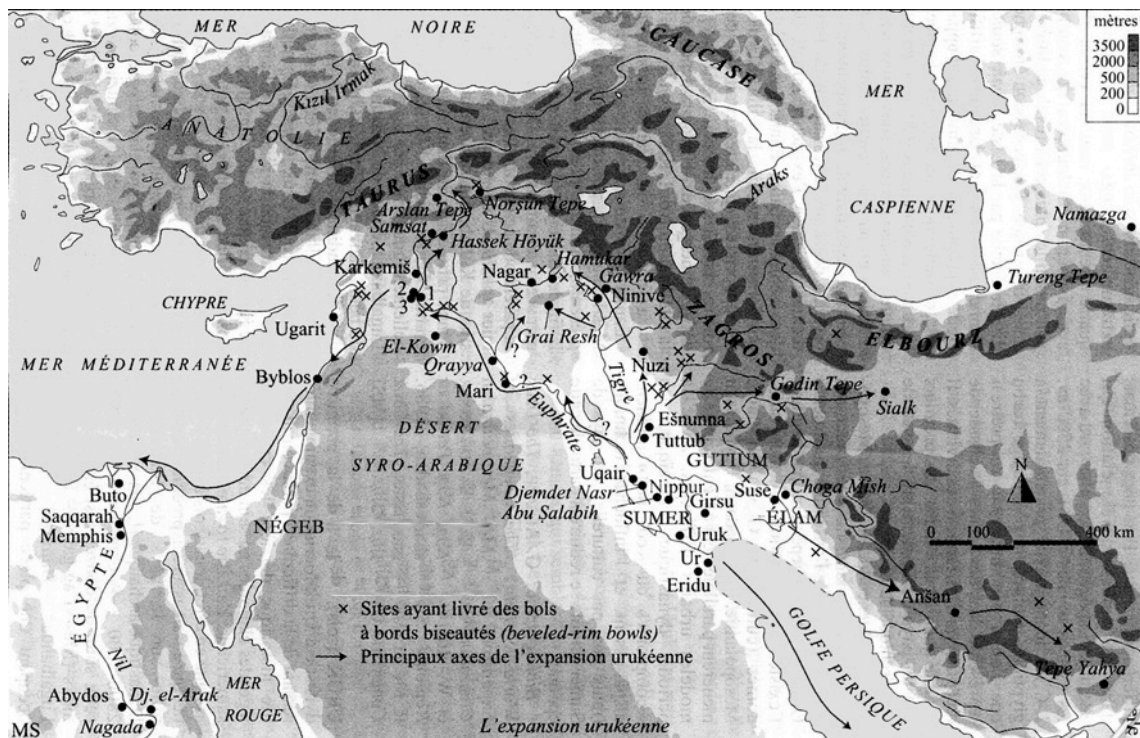 MER
NOIRE
CAUCASE
mètres
3500
2000
500
200
0
Kızıl Irmak
ANATOLIE
MER
CASPIENNE
Araks
TAURUS
Arslan Tepe
Norşun Tepe
Samsat
Hassek Höyük
Namazga
Karkemiš
Nagar
Hamukar
Gawra
Ninive
Tureng Tepe
2
1
3
CHYPRE
Ugarit
Grai Resh
ZAGROS
ELBOURZ
El-Kowm
Qrayya
?
MER MÉDITERRANÉE
Nuzi
Byblos
Mari
?
Tigre
Godin Tepe
Sialk
DÉSERT
Euphrate
?
Ešnunna
Tuttub
SYRO-ARABIQUE
GUTIUM
Uqair
N
Buto
Djemdet Nasr
Nippur
Suse
Choga Mish
Abu Ṣalabih
Girsu
Saqqarah
NÉGEB
SUMER
ÉLAM
Memphis
Uruk
0 100 400 km
Ur
ÉGYPTE
Eridu
Anšan
Sites ayant livré des bols
à bords biseautés (beveled-rim bowls)
Principaux axes de l'expansion urukéenne
GOLFE PERSIQUE
Nil
Tepe Yahya
Abydos
Dj. el-Arak
MER
ROUGE
Nagada
MS
L'expansion urukéenne